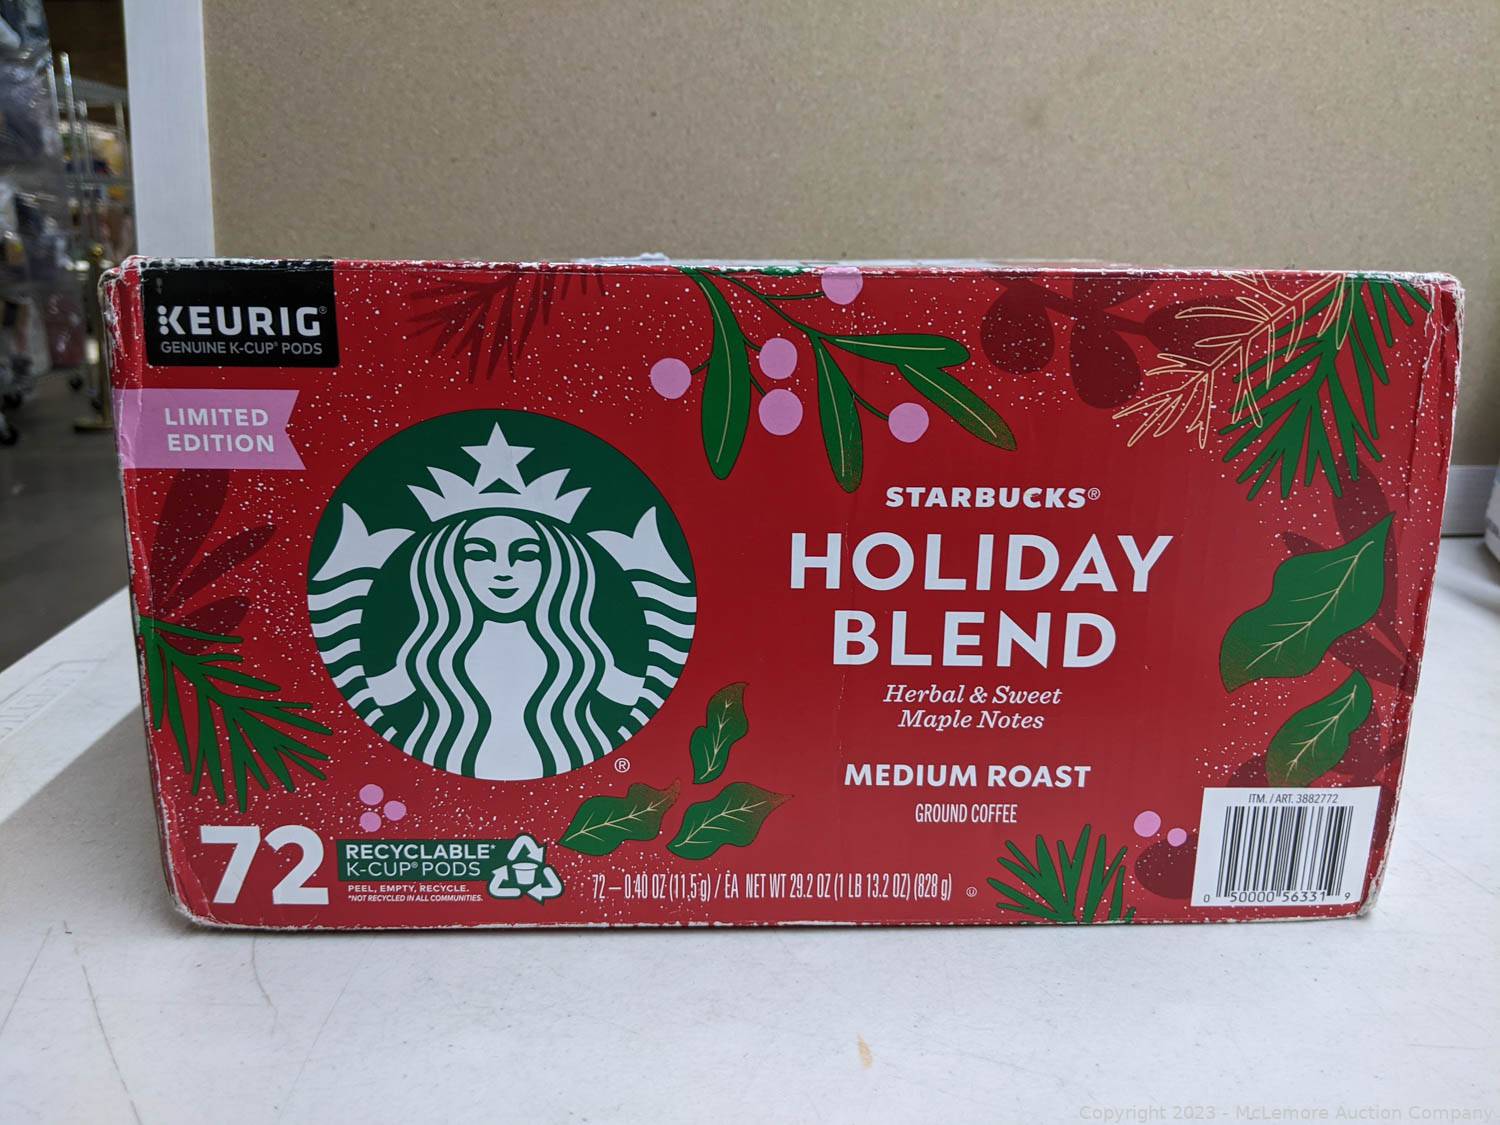 KEURIG®
GENUINE K-CUP® PODS
LIMITED
EDITION
STARBUCKS®
HOLIDAY
BLEND
Herbal & Sweet
Maple Notes
MEDIUM ROAST
GROUND COFFEE
®
72
RECYCLABLE*
K-CUP® PODS
PEEL, EMPTY, RECYCLE.
*NOT RECYCLED IN ALL COMMUNITIES.
72 – 0.40 OZ (11.5 g) / EA NET WT 29.2 OZ (1 LB 13.2 OZ) (828 g)
ITM. / ART. 3882772
0 50000 56331 9
Copyright 2023 - McLemore Auction Company